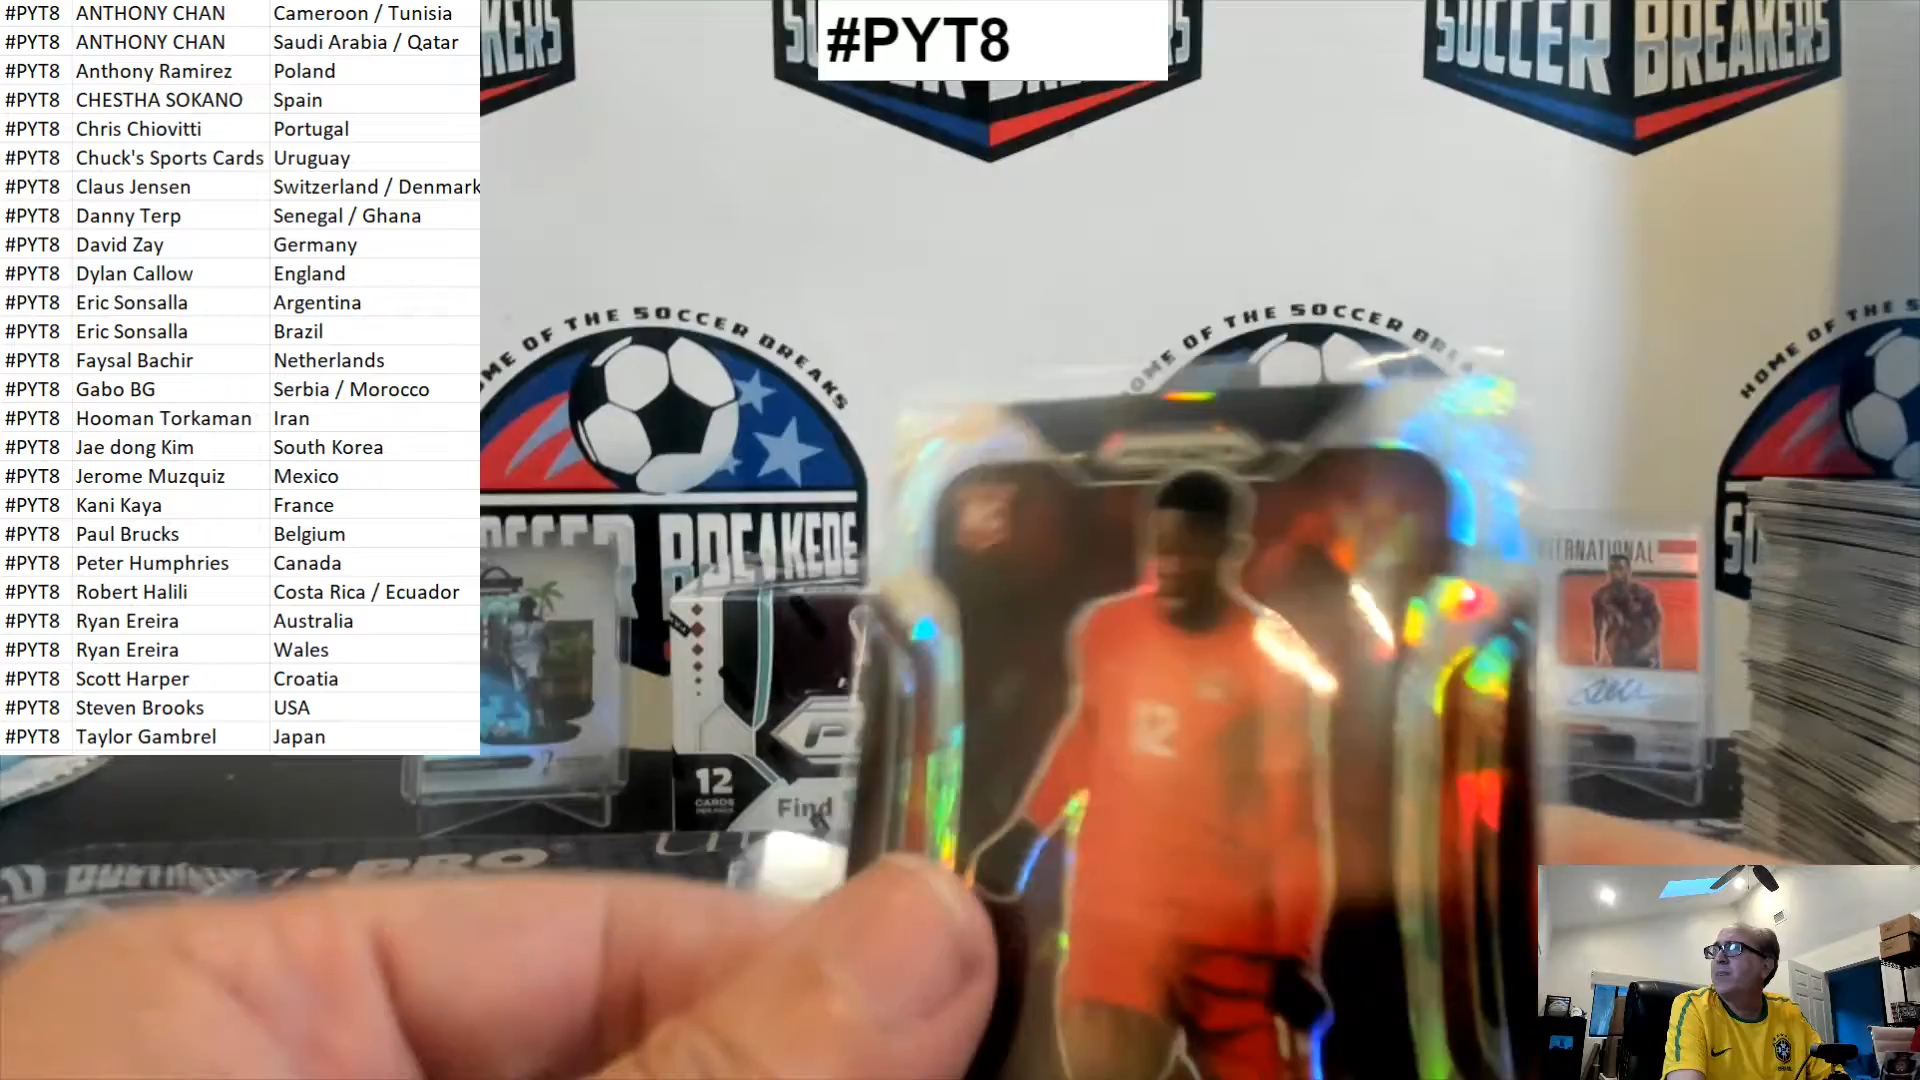 #PYT8 ANTHONY CHAN Cameroon / Tunisia
#PYT8 ANTHONY CHAN Saudi Arabia / Qatar
#PYT8 Anthony Ramirez Poland
#PYT8 CHESTHA SOKANO Spain
#PYT8 Chris Chiovitti Portugal
#PYT8 Chuck's Sports Cards Uruguay
#PYT8 Claus Jensen Switzerland / Denmark
#PYT8 Danny Terp Senegal / Ghana
#PYT8 David Zay Germany
#PYT8 Dylan Callow England
#PYT8 Eric Sonsalla Argentina
#PYT8 Eric Sonsalla Brazil
#PYT8 Faysal Bachir Netherlands
#PYT8 Gabo BG Serbia / Morocco
#PYT8 Hooman Torkaman Iran
#PYT8 Jae dong Kim South Korea
#PYT8 Jerome Muzquiz Mexico
#PYT8 Kani Kaya France
#PYT8 Paul Brucks Belgium
#PYT8 Peter Humphries Canada
#PYT8 Robert Halili Costa Rica / Ecuador
#PYT8 Ryan Ereira Australia
#PYT8 Ryan Ereira Wales
#PYT8 Scott Harper Croatia
#PYT8 Steven Brooks USA
#PYT8 Taylor Gambrel Japan
#PYT8
SOCCER BREAKERS
OME OF THE SOCCER BREAKS
HOME OF THE SOCCER
HOME OF THE S
12
CARDS
Find
12
PRO